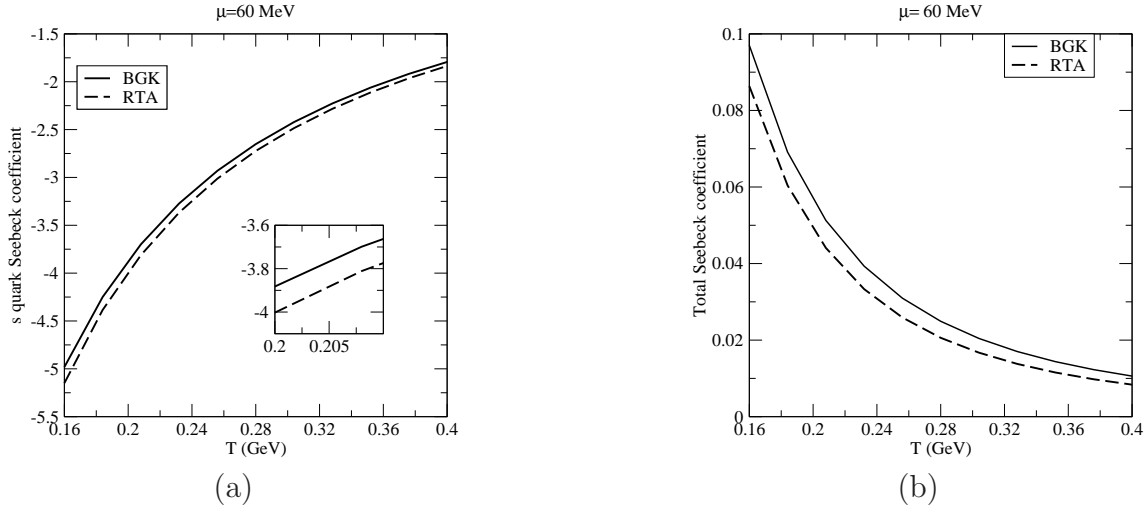 μ=60 MeV
-1.5
-2
-2.5
-3
-3.5
-4
-4.5
-5
-5.5
s quark Seebeck coefficient
BGK
RTA
-3.6
-3.8
-4
0.2
0.205
0.16
0.2
0.24
0.28
0.32
0.36
0.4
T (GeV)
(a)
μ= 60 MeV
0.1
0.08
0.06
0.04
0.02
0
Total Seebeck coefficient
BGK
RTA
0.16
0.2
0.24
0.28
0.32
0.36
0.4
T (GeV)
(b)